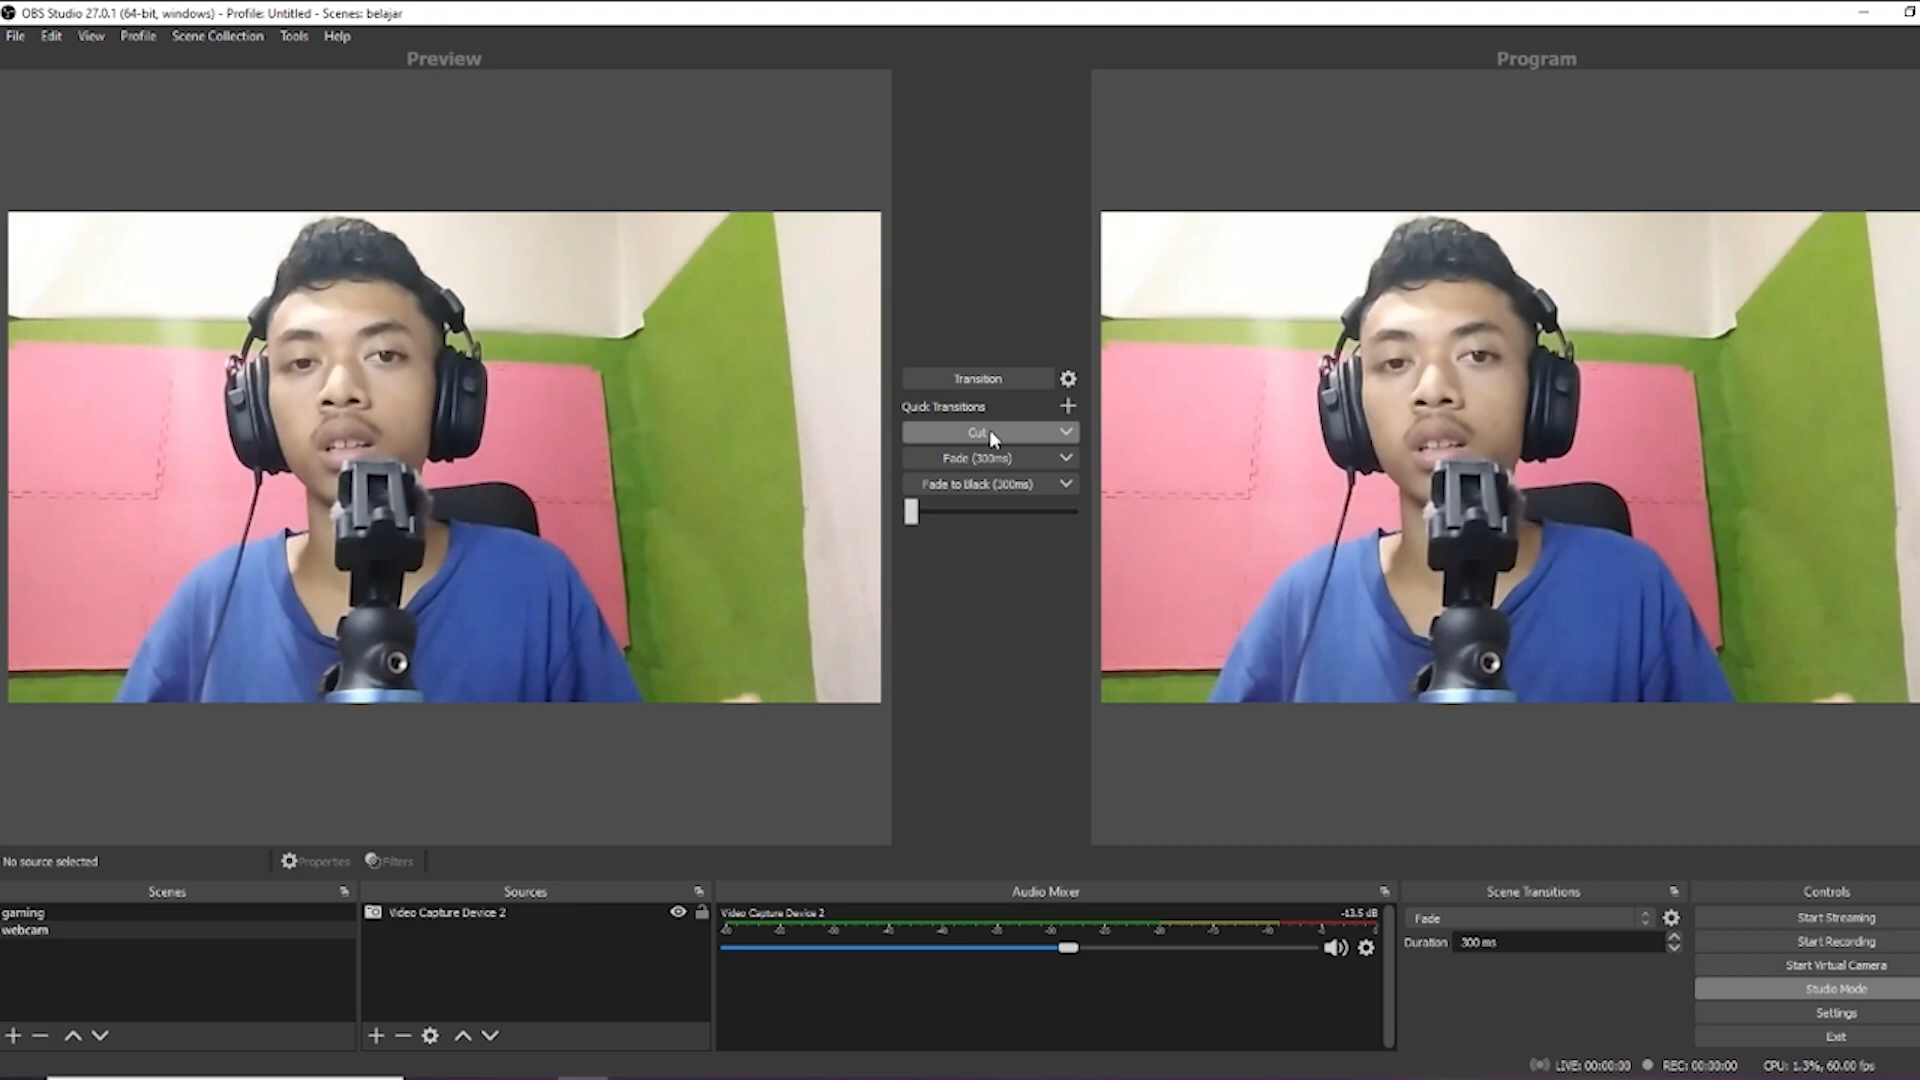 OBS Studio 27.0.1 (64-bit, windows) - Profile: Untitled - Scenes: belajar
File Edit View Profile Scene Collection Tools Help
Preview
Program
Transition
Quick Transitions
Cut
Fade (300ms)
Fade to Black (300ms)
No source selected
Properties
Filters
Scenes
gaming
webcam
Sources
Video Capture Device 2
Audio Mixer
Video Capture Device 2
-13.5 dB
Scene Transitions
Fade
Duration 300 ms
Controls
Start Streaming
Start Recording
Start Virtual Camera
Studio Mode
Settings
Exit
LIVE: 00:00:00 REC: 00:00:00 CPU: 1.3%, 60.00 fps